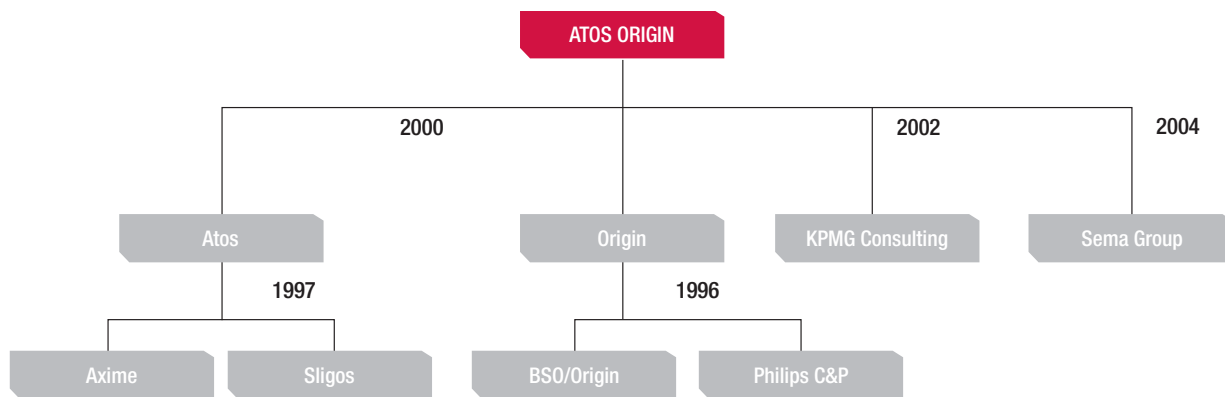 ATOS ORIGIN
2000
2002
2004
Atos
Origin
KPMG Consulting
Sema Group
1997
1996
Axime
Sligos
BSO/Origin
Philips C&P